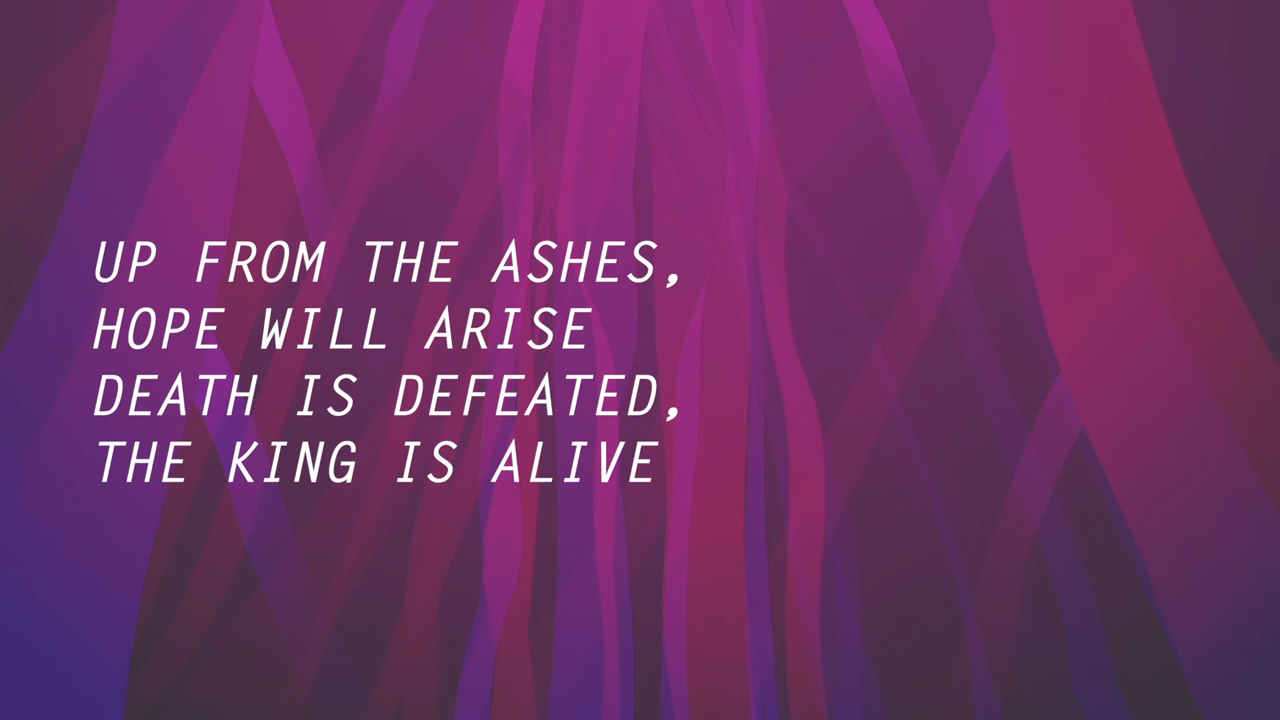 UP FROM THE ASHES,
HOPE WILL ARISE
DEATH IS DEFEATED,
THE KING IS ALIVE